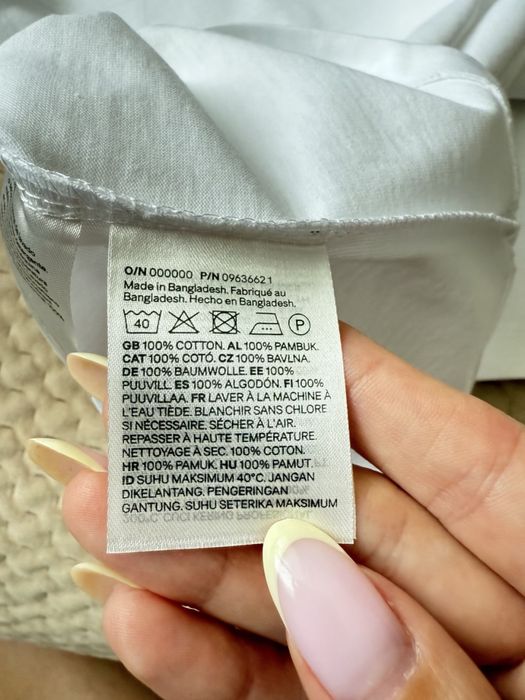 O/N 000000 P/N 09636621
Made in Bangladesh. Fabriqué au
Bangladesh. Hecho en Bangladesh.
40 P
GB 100% COTTON. AL 100% PAMBUK.
CAT 100% COTÓ. CZ 100% BAVLNA.
DE 100% BAUMWOLLE. EE 100%
PUUVILL. ES 100% ALGODÓN. FI 100%
PUUVILLAA. FR LAVER À LA MACHINE À
L'EAU TIÈDE. BLANCHIR SANS CHLORE
SI NÉCESSAIRE. SÉCHER À L'AIR.
REPASSER À HAUTE TEMPÉRATURE.
NETTOYAGE À SEC. 100% COTON.
HR 100% PAMUK. HU 100% PAMUT.
ID SUHU MAKSIMUM 40°C. JANGAN
DIKELANTANG. PENGERINGAN
GANTUNG. SUHU SETERIKA MAKSIMUM